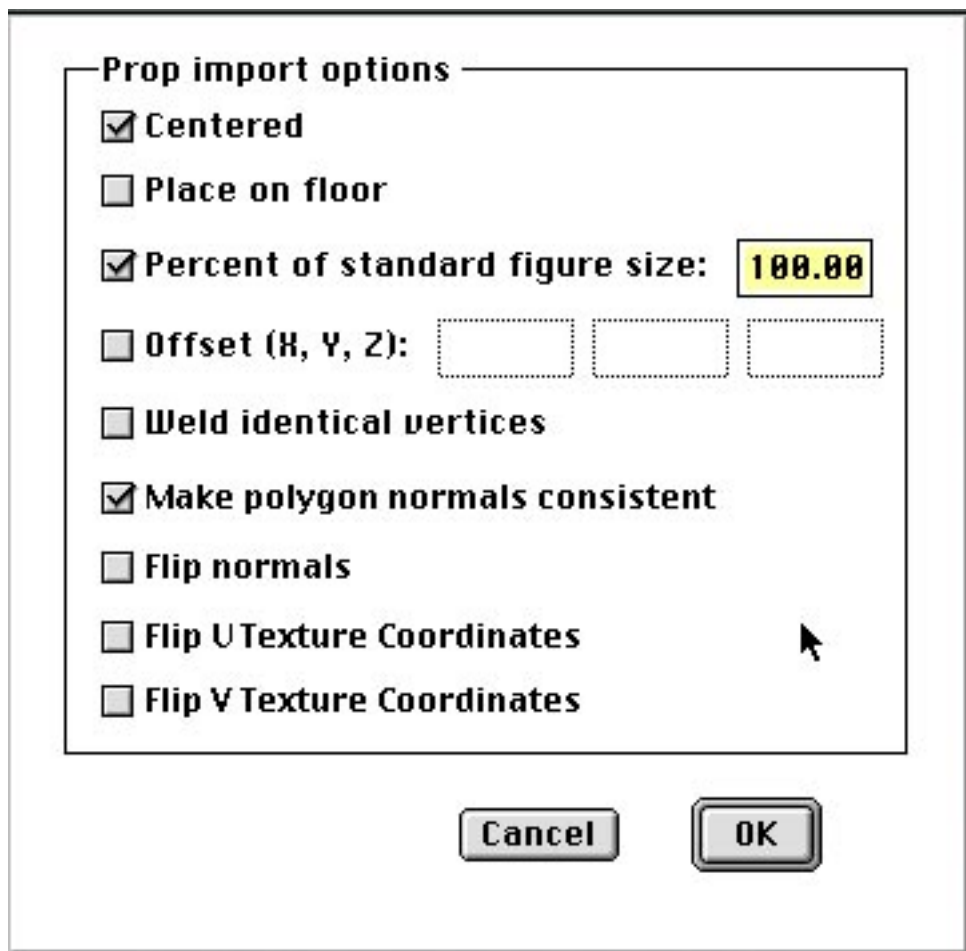 Prop import options
Centered
Place on floor
Percent of standard figure size: 100.00
Offset (X, Y, Z):
Weld identical vertices
Make polygon normals consistent
Flip normals
Flip U Texture Coordinates
Flip V Texture Coordinates
Cancel OK